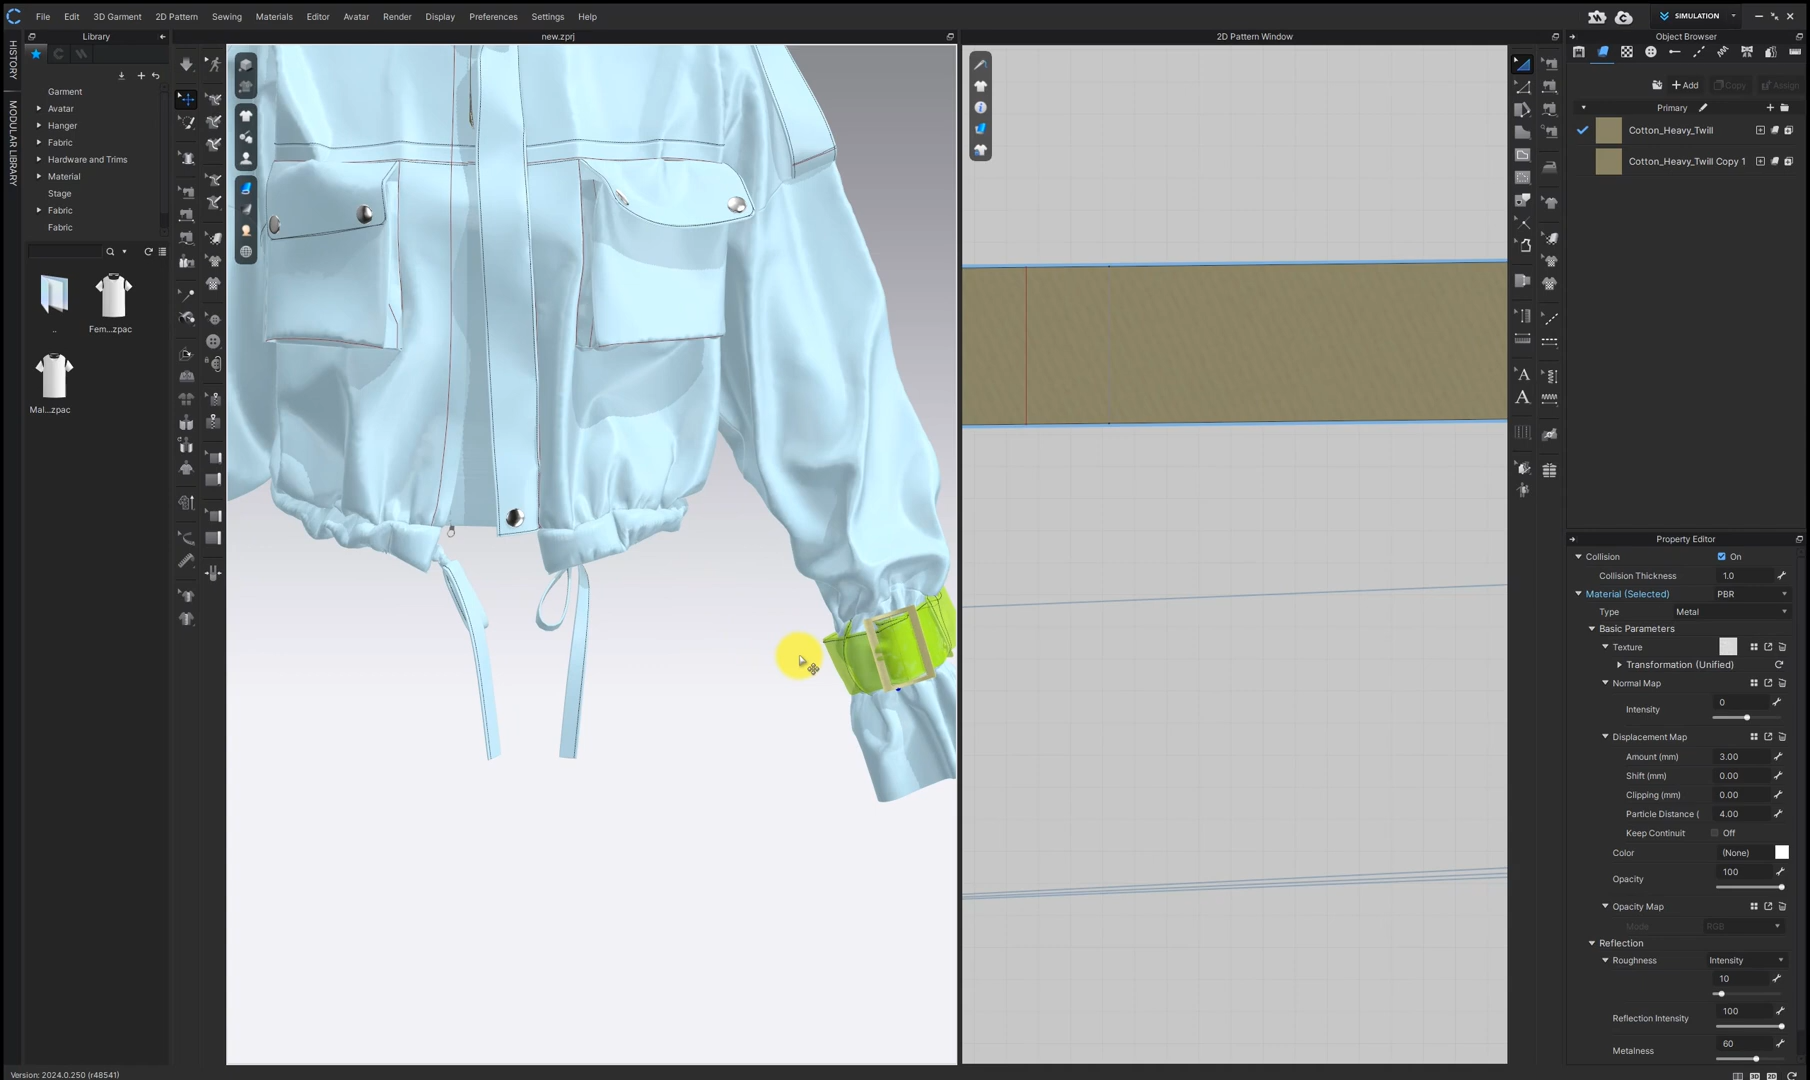 File Edit 3D Garment 2D Pattern Sewing Materials Editor Avatar Render Display Preferences Settings Help
SIMULATION
HISTORY
MODULAR LIBRARY
Library
new.zprj
2D Pattern Window
Object Browser
Garment
Avatar
Hanger
Fabric
Hardware and Trims
Material
Stage
Fabric
Fabric
..
Fem...zpac
Mal...zpac
Add
Copy
Assign
Primary
Cotton_Heavy_Twill
Cotton_Heavy_Twill Copy 1
Property Editor
Collision On
Collision Thickness 1.0
Material (Selected) PBR
Type Metal
Basic Parameters
Texture
Transformation (Unified)
Normal Map
Intensity 0
Displacement Map
Amount (mm) 3.00
Shift (mm) 0.00
Clipping (mm) 0.00
Particle Distance ( 4.00
Keep Continuit Off
Color (None)
Opacity 100
Opacity Map
Mode RGB
Reflection
Roughness Intensity
10
Reflection Intensity 100
Metalness 60
Version: 2024.0.250 (r48541)
3D 2D